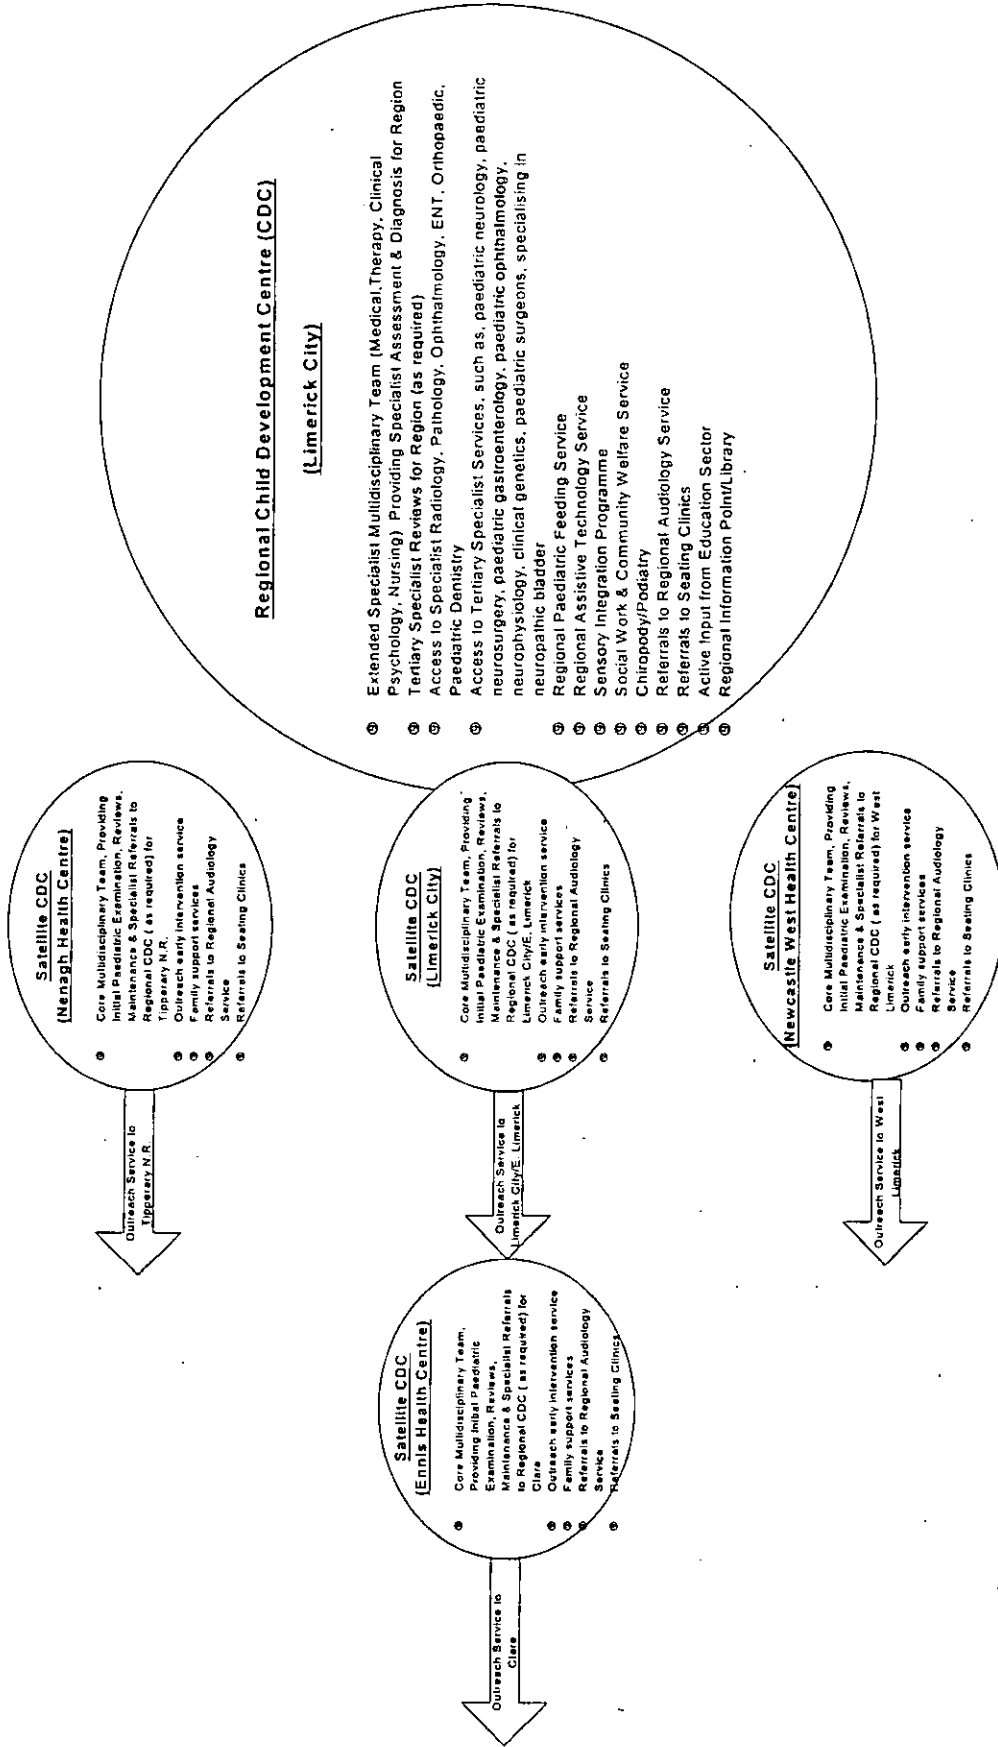 Regional Child Development Centre (CDC)
(Limerick City)
Extended Specialist Multidisciplinary Team (Medical,Therapy, Clinical
Psychology, Nursing) Providing Specialist Assessment & Diagnosis for Region
Tertiary Specialist Reviews for Region (as required)
Access to Specialist Radiology, Pathology, Ophthalmology, ENT, Orthopaedic,
Paediatric Dentistry
Access to Tertiary Specialist Services, such as, paediatric neurology, paediatric
neurosurgery, paediatric gastroenterology, paediatric ophthalmology,
neurophysiology, clinical genetics, paediatric surgeons, specialising in
neuropathic bladder
Regional Paediatric Feeding Service
Regional Assistive Technology Service
Sensory Integration Programme
Social Work & Community Welfare Service
Chiropody/Podiatry
Referrals to Regional Audiology Service
Referrals to Seating Clinics
Active Input from Education Sector
Regional Information Point/Library
Satellite CDC
(Nenagh Health Centre)
Core Multidisciplinary Team, Providing
Initial Paediatric Examination, Reviews,
Maintenance & Specialist Referrals to
Regional CDC ( as required) for
Tipperary N.R.
Outreach early intervention service
Family support services
Referrals to Regional Audiology
Service
Referrals to Seating Clinics
Outreach Service to
Tipperary N.R.
Satellite CDC
(Limerick City)
Core Multidisciplinary Team, Providing
Initial Paediatric Examination, Reviews,
Maintenance & Specialist Referrals to
Regional CDC ( as required) for
Limerick City/E. Limerick
Outreach early intervention service
Family support services
Referrals to Regional Audiology
Service
Referrals to Seating Clinics
Outreach Service to
Limerick City/E. Limerick
Satellite CDC
(Newcastle West Health Centre)
Core Multidisciplinary Team, Providing
Initial Paediatric Examination, Reviews,
Maintenance & Specialist Referrals to
Regional CDC ( as required) for West
Limerick
Outreach early intervention service
Family support services
Referrals to Regional Audiology
Service
Referrals to Seating Clinics
Outreach Service to West
Limerick
Satellite CDC
(Ennis Health Centre)
Core Multidisciplinary Team,
Providing Initial Paediatric
Examination, Reviews,
Maintenance & Specialist Referrals
to Regional CDC ( as required) for
Clare
Outreach early intervention service
Family support services
Referrals to Regional Audiology
Service
Referrals to Seating Clinics
Outreach Service to
Clare